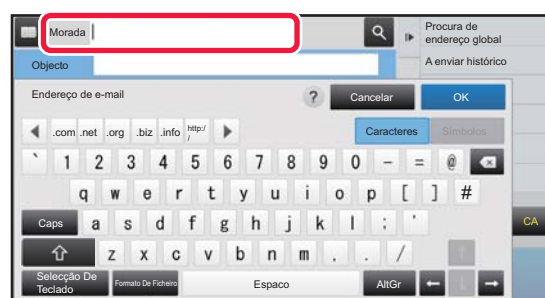 Morada
Procura de
endereço global
Objecto
A enviar histórico
Endereço de e-mail
? Cancelar OK
.com .net .org .biz .info http:/
/
Caracteres Símbolos
` 1 2 3 4 5 6 7 8 9 0 - = @
q w e r t y u i o p [ ] #
Caps a s d f g h j k l ; '
CA
z x c v b n m , . /
Selecção De
Teclado
Formato De Ficheiro
Espaco
AltGr